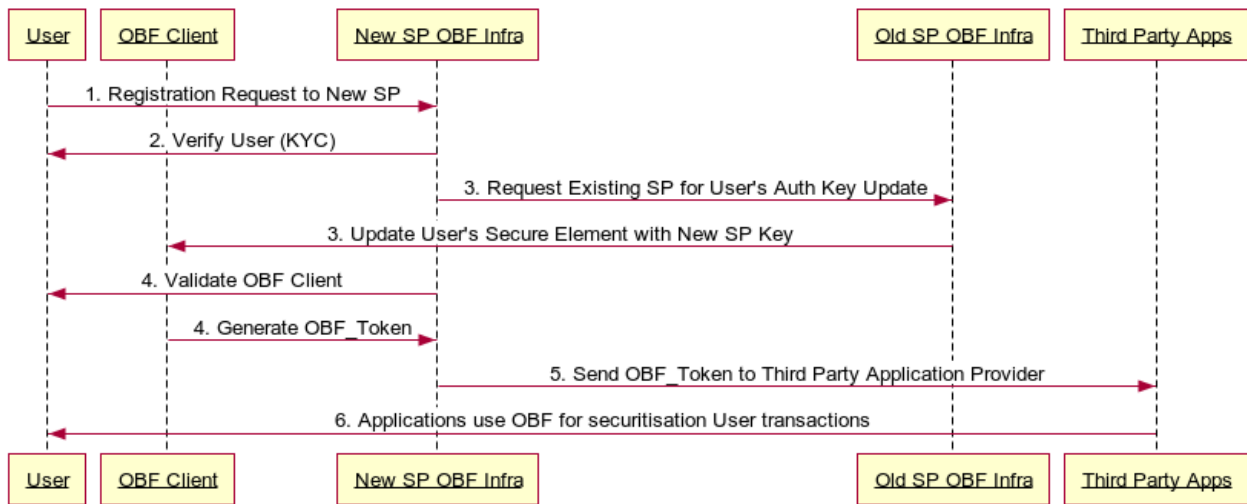 User OBF Client New SP OBF Infra Old SP OBF Infra Third Party Apps
1. Registration Request to New SP
2. Verify User (KYC)
3. Request Existing SP for User's Auth Key Update
3. Update User's Secure Element with New SP Key
4. Validate OBF Client
4. Generate OBF_Token
5. Send OBF_Token to Third Party Application Provider
6. Applications use OBF for securitisation User transactions
User OBF Client New SP OBF Infra Old SP OBF Infra Third Party Apps